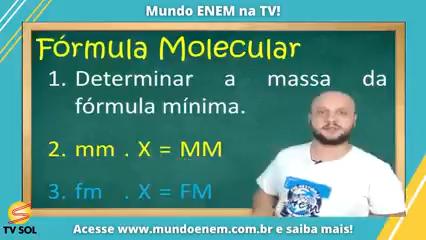 Mundo ENEM na TV!
Fórmula Molecular
1. Determinar a massa da
fórmula mínima.
2. mm . X = MM
3. fm . X = FM
TV SOL
Acesse www.mundoenem.com.br e saiba mais!